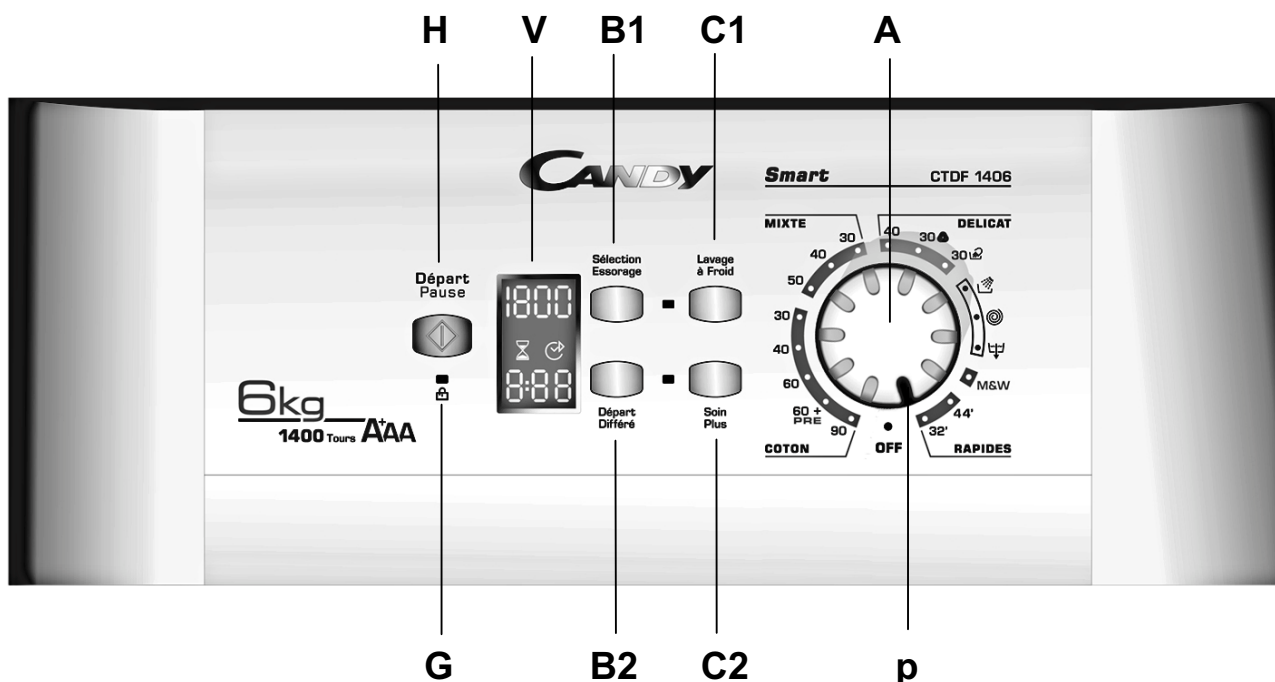 H V B1 C1 A
CANDY
Smart CTDF 1406
MIXTE DELICAT
30 40 30 30
40
50
30
40
60
60 +
PRE
90
M&W
44'
32'
COTON OFF RAPIDES
Départ
Pause
1800
8:88
Sélection
Essorage
Lavage
à Froid
Départ
Différé
Soin
Plus
6kg
1400 Tours A+AA
G B2 C2 p